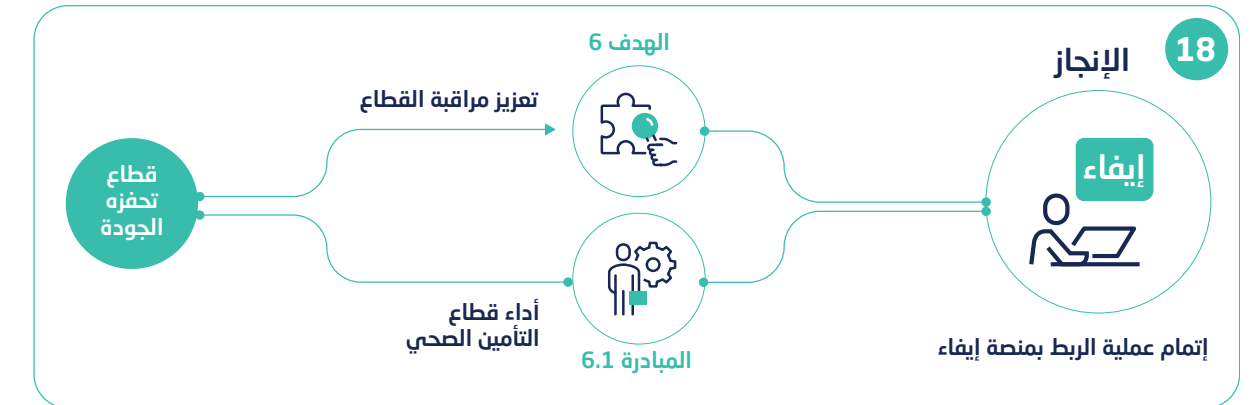 18
الإنجاز
إيفاء
إتمام عملية الربط بمنصة إيفاء
الهدف 6
تعزيز مراقبة القطاع
أداء قطاع
التأمين الصحي
المبادرة 6.1
قطاع
تحفزه
الجودة